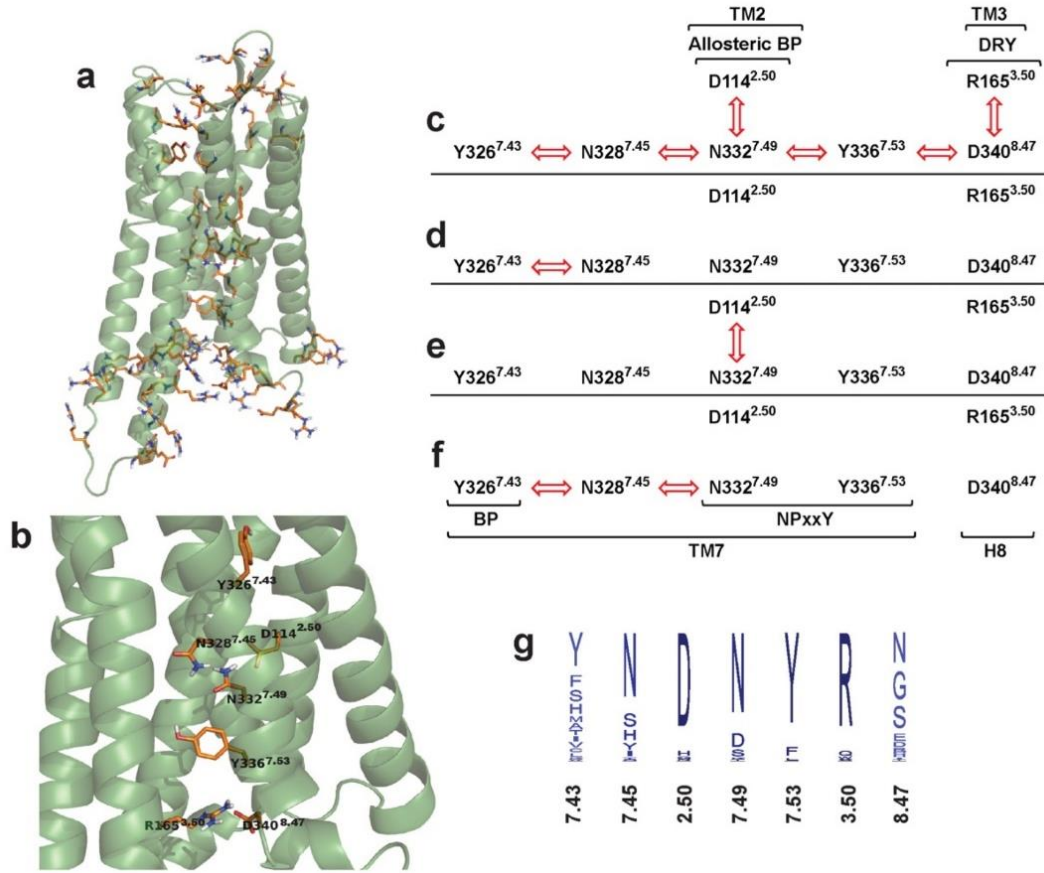 a
b
Y326^7.43
N328^7.45 D114^2.50
N332^7.49
Y336^7.53
R165^3.50 D340^8.47
TM2 TM3
Allosteric BP DRY
D114^2.50 R165^3.50
c
Y326^7.43 N328^7.45 N332^7.49 Y336^7.53 D340^8.47
D114^2.50 R165^3.50
d
Y326^7.43 N328^7.45 N332^7.49 Y336^7.53 D340^8.47
D114^2.50 R165^3.50
e
Y326^7.43 N328^7.45 N332^7.49 Y336^7.53 D340^8.47
D114^2.50 R165^3.50
f
Y326^7.43 N328^7.45 N332^7.49 Y336^7.53 D340^8.47
BP NPxxY
TM7 H8
g
Y N D N Y R N
F S H M A T
S H Y
D S
F
Q
G S E
7.43 7.45 2.50 7.49 7.53 3.50 8.47